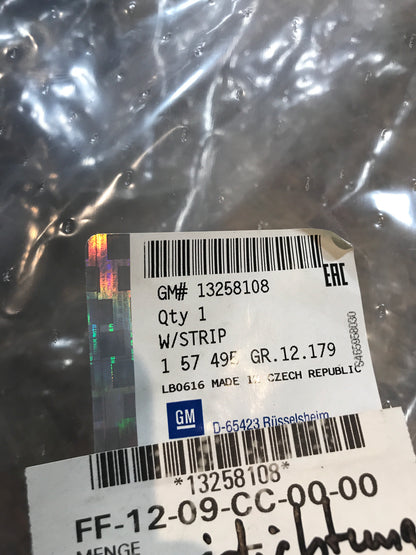 EAC
GM# 13258108
Qty 1
W/STRIP
1 57 495 GR.12.179
LB0616 MADE IN CZECH REPUBLIC
GM
D-65423 Rüsselsheim
*13258108*
FF-12-09-CC-00-00
MENGE